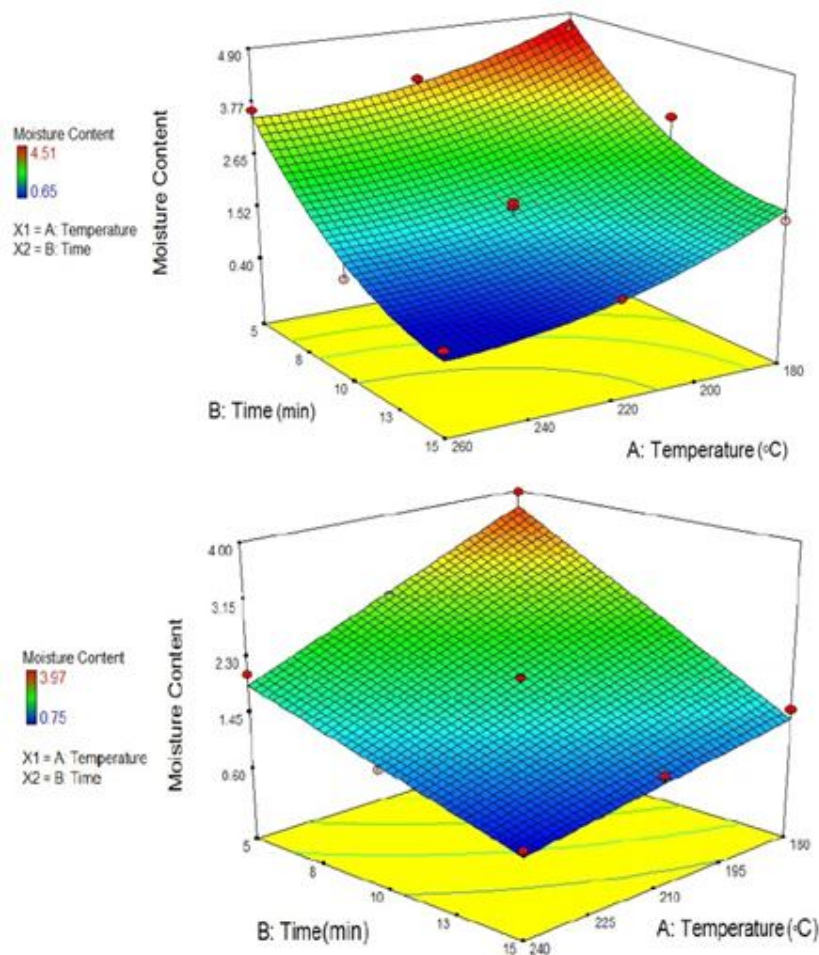 4.90
3.77
2.65
1.52
0.40
Moisture Content
Moisture Content
4.51
0.65
X1 = A: Temperature
X2 = B: Time
5
8
10
13
15
260
240
220
200
180
B: Time (min)
A: Temperature (°C)
4.00
3.15
2.30
1.45
0.60
Moisture Content
Moisture Content
3.97
0.75
X1 = A: Temperature
X2 = B: Time
5
8
10
13
15
240
225
210
195
180
B: Time(min)
A: Temperature (°C)